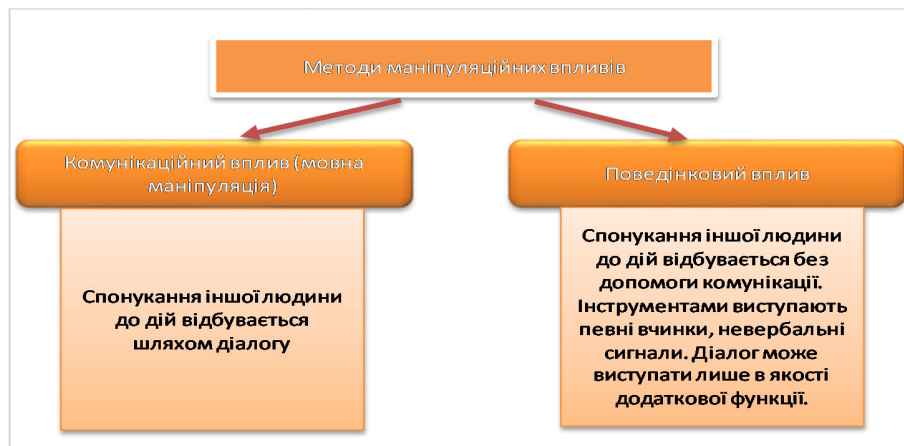 Методи маніпуляційних впливів
Комунікаційний вплив (мовна
маніпуляція)
Спонукання іншої людини
до дій відбувається
шляхом діалогу
Поведінковий вплив
Спонукання іншої людини
до дій відбувається без
допомоги комунікації.
Інструментами виступають
певні вчинки, невербальні
сигнали. Діалог може
виступати лише в якості
додаткової функції.